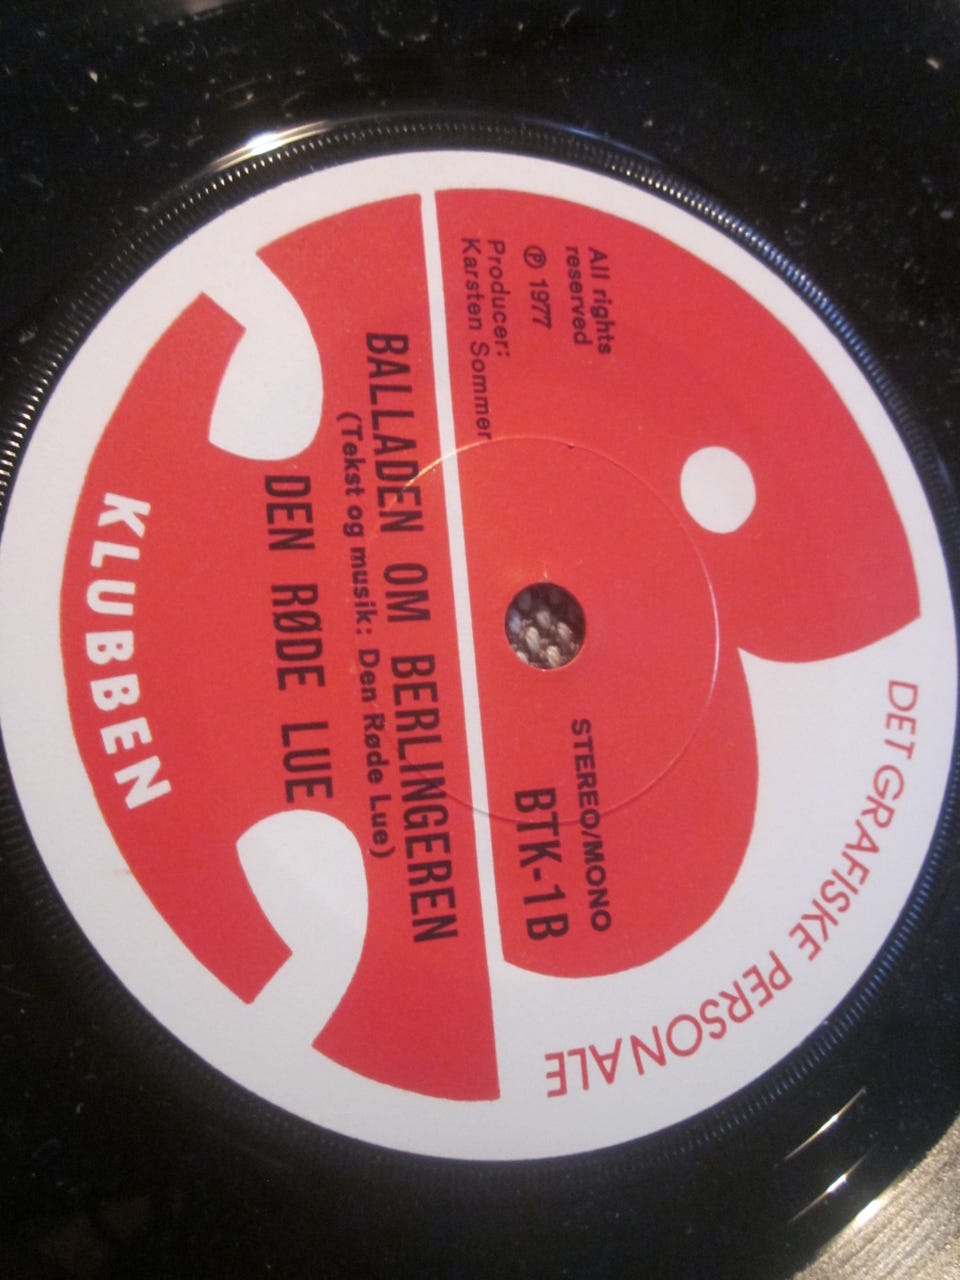 DET GRAFISKE PERSONALE
All rights
reserved
Ⓟ 1977
Producer:
Karsten Sommer
STEREO/MONO
BTK-1B
BALLADEN OM BERLINGEREN
(Tekst og musik: Den Røde Lue)
DEN RØDE LUE
KLUBBEN